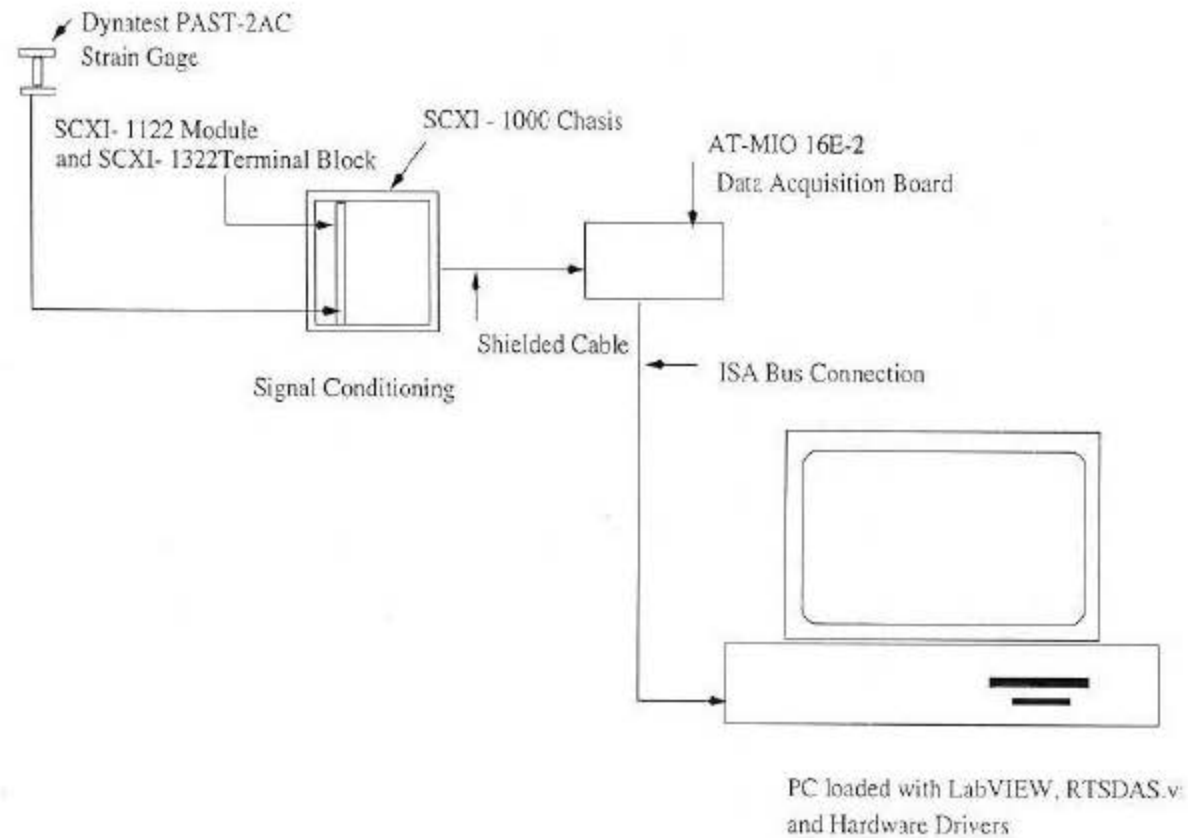 Dynatest PAST-2AC
Strain Gage
SCXI- 1122 Module
and SCXI- 1322Terminal Block
SCXI - 1000 Chasis
AT-MIO 16E-2
Data Acquisition Board
Shielded Cable
Signal Conditioning
ISA Bus Connection
PC loaded with LabVIEW, RTSDAS.v
and Hardware Drivers